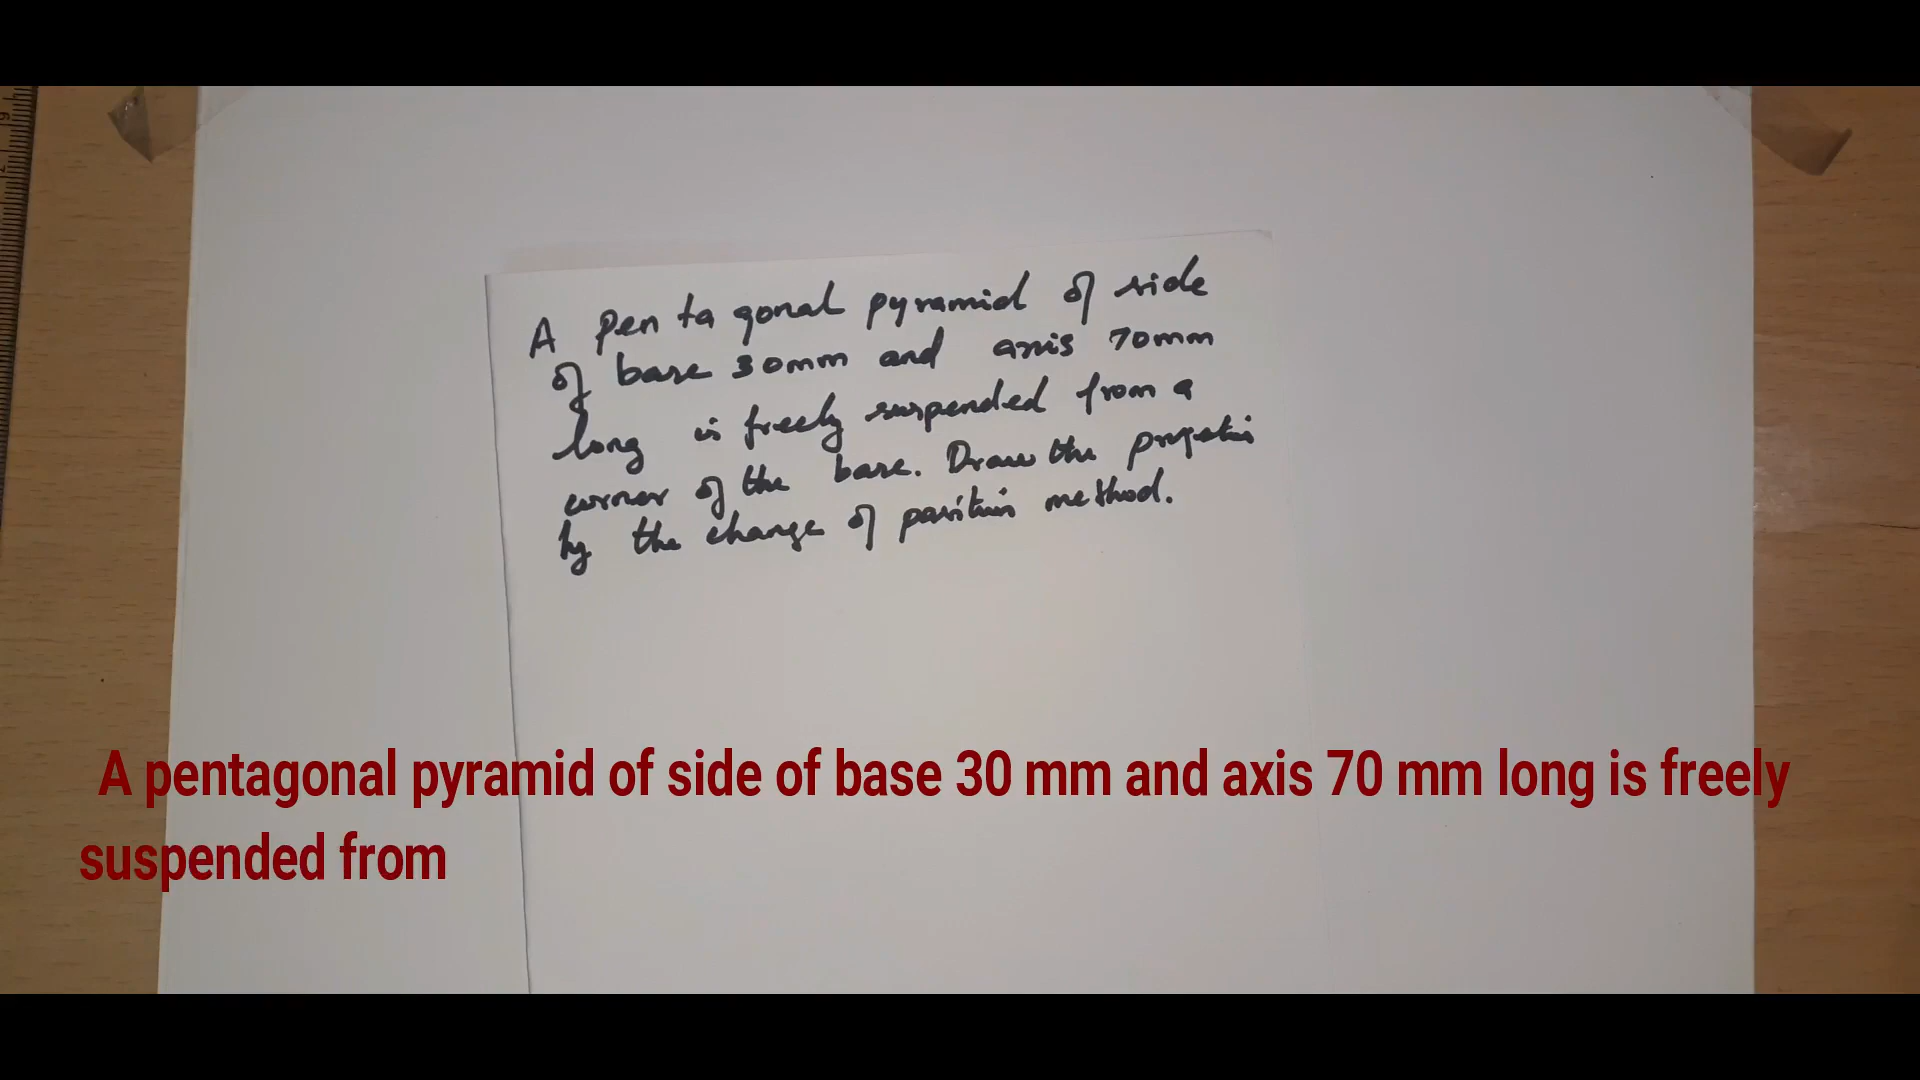 A pentagonal pyramid of side
of base 30mm and axis 70mm
long is freely suspended from a
corner of the base. Draw the projection
by the change of position method.
A pentagonal pyramid of side of base 30 mm and axis 70 mm long is freely
suspended from